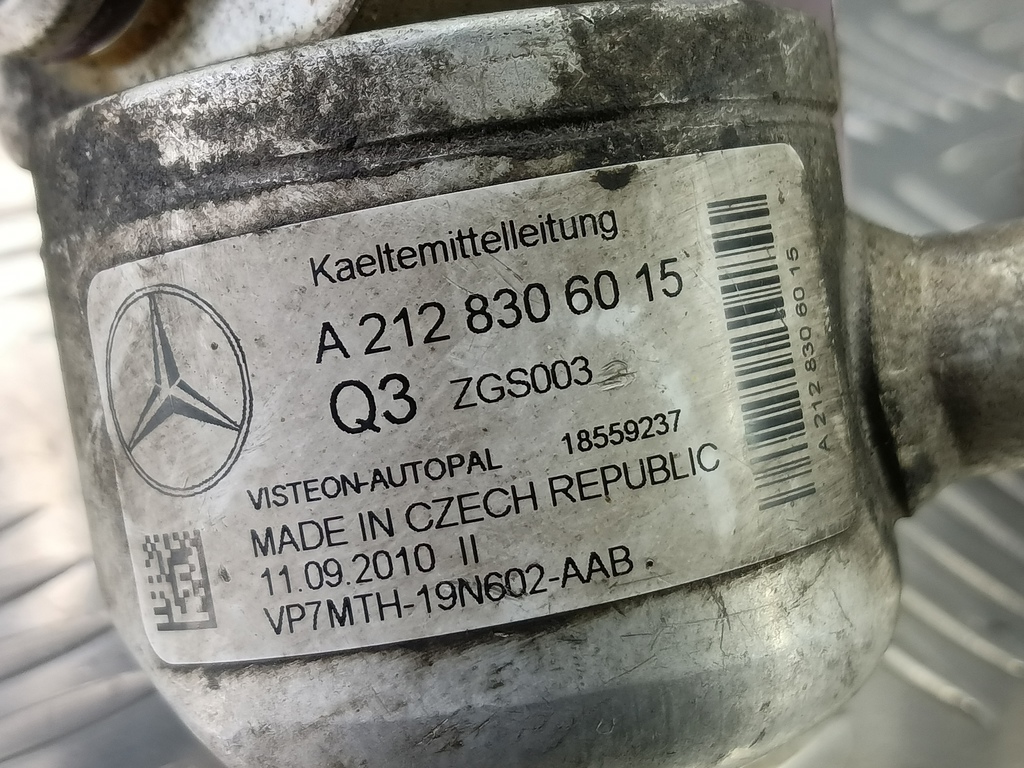 Kaeltemittelleitung
A 212 830 60 15
Q3 ZGS003
VISTEON-AUTOPAL 18559237
MADE IN CZECH REPUBLIC
11.09.2010 II
VP7MTH-19N602-AAB
A 212 830 60 15